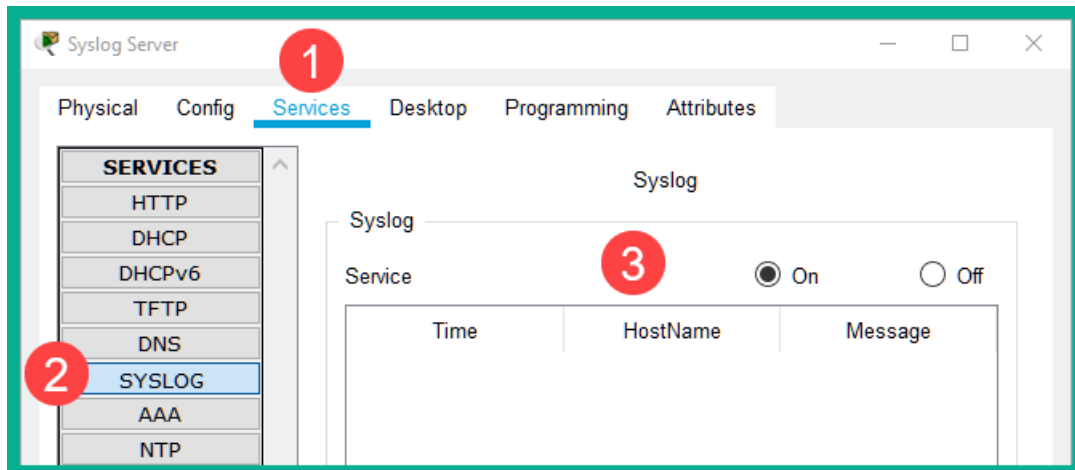 Syslog Server
1
Physical Config Services Desktop Programming Attributes
SERVICES
HTTP
DHCP
DHCPv6
TFTP
DNS
2
SYSLOG
AAA
NTP
Syslog
Syslog
Service 3 On Off
Time HostName Message